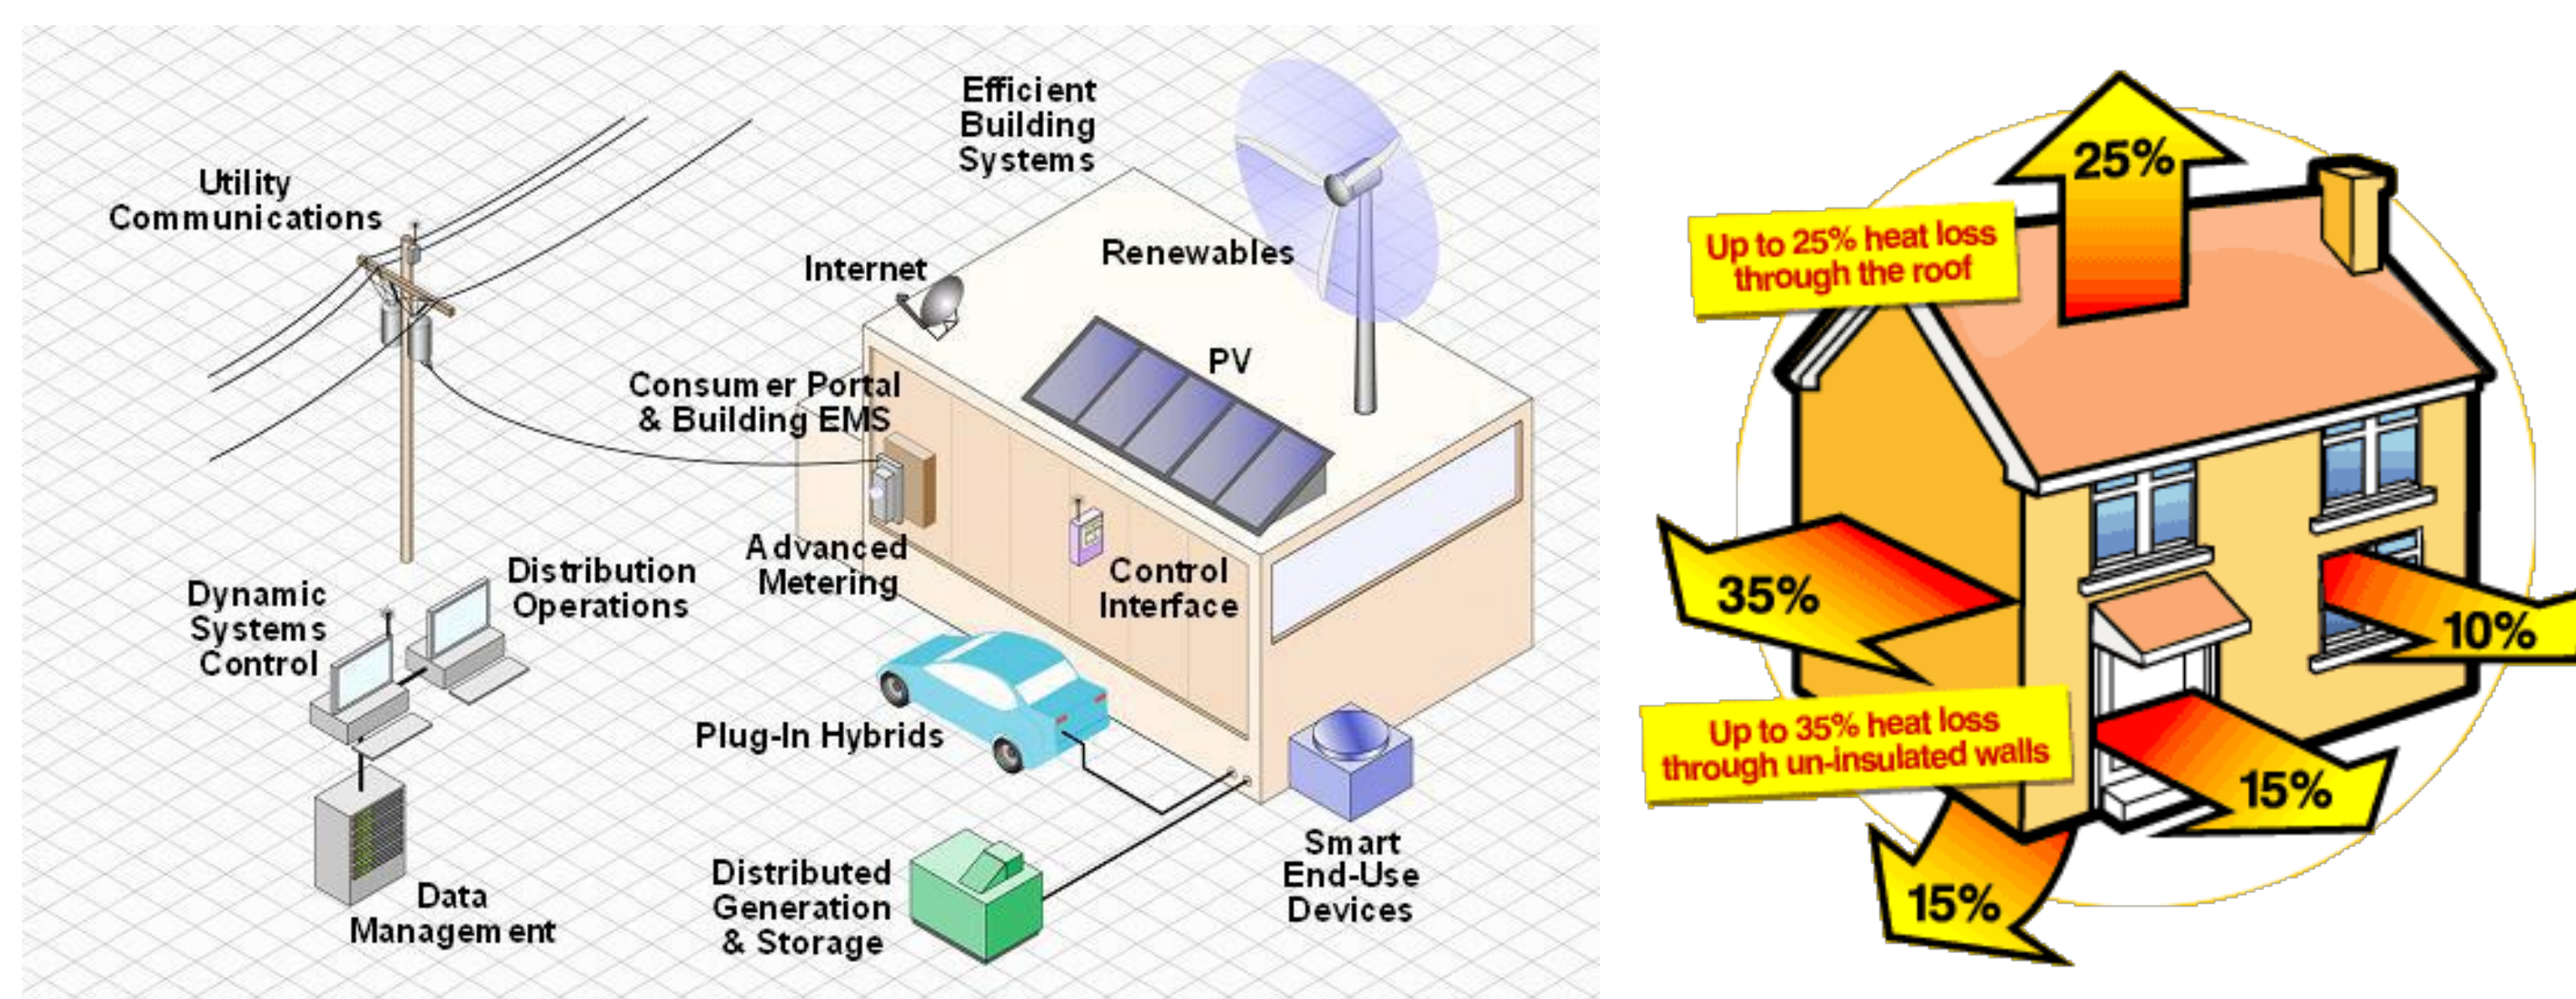 Efficient
Building
Systems
Utility
Communications
Internet
Renewables
PV
Consumer Portal
& Building EMS
Advanced
Metering
Control
Interface
Dynamic
Systems
Control
Distribution
Operations
Plug-In Hybrids
Data
Management
Distributed
Generation
& Storage
Smart
End-Use
Devices
25%
Up to 25% heat loss
through the roof
35%
10%
Up to 35% heat loss
through un-insulated walls
15%
15%